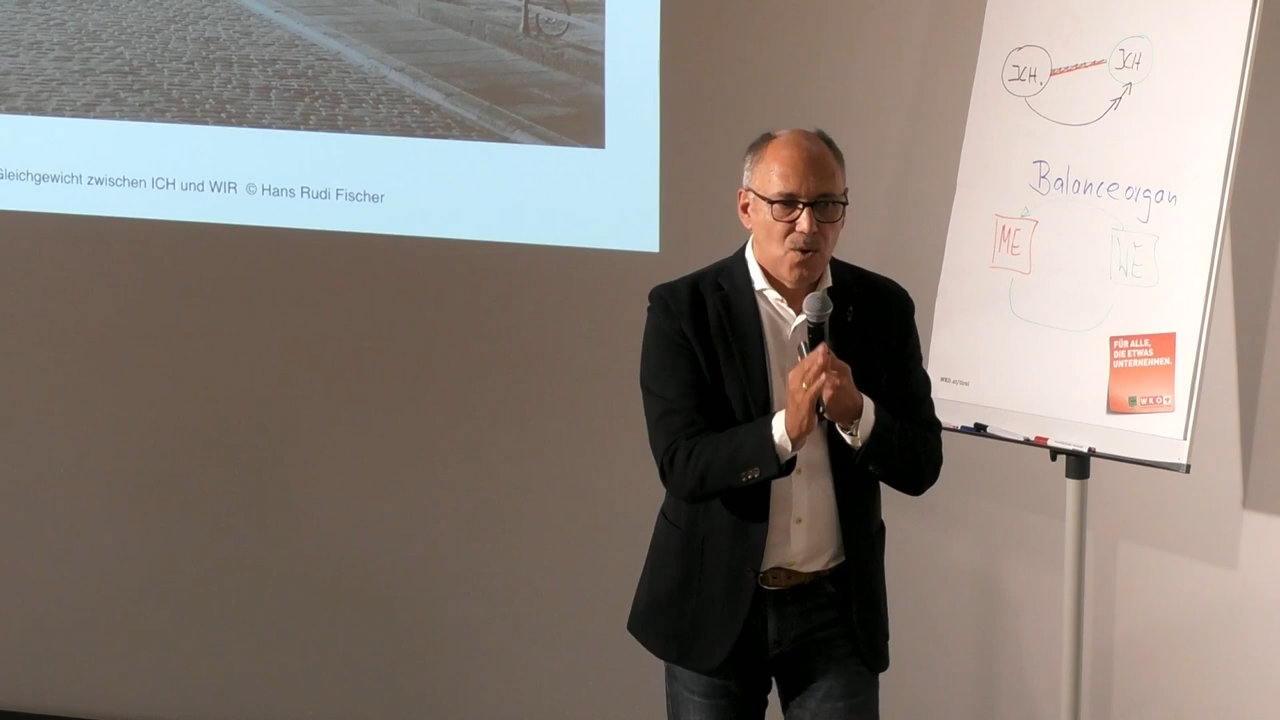 Gleichgewicht zwischen ICH und WIR © Hans Rudi Fischer
ICH.
ICH
Balanceorgan
ME
WE
FÜR ALLE,
DIE ETWAS
UNTERNEHMEN.
WKO